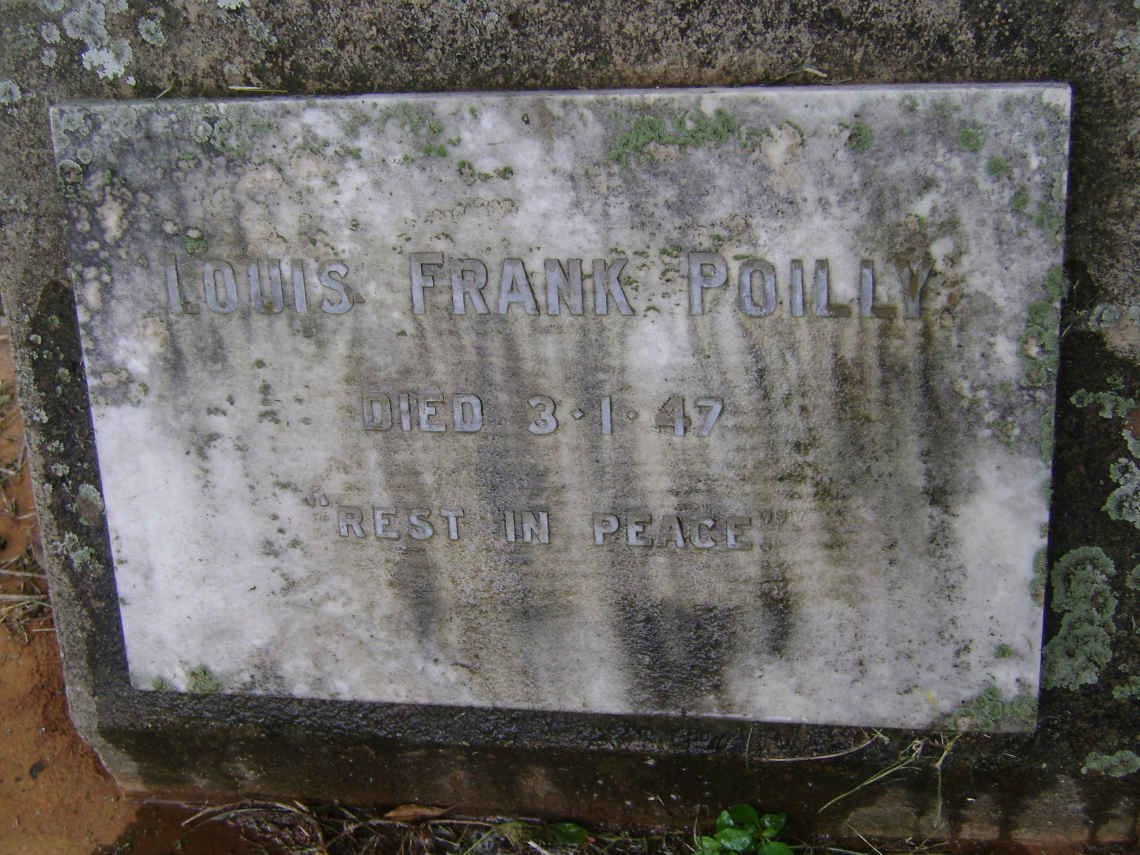 LOUIS FRANK POILLY
DIED 3·1·47
"REST IN PEACE."